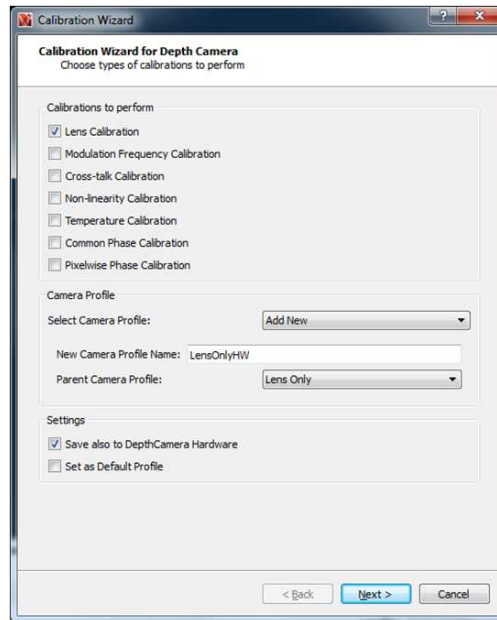 Calibration Wizard
Calibration Wizard for Depth Camera
Choose types of calibrations to perform
Calibrations to perform
Lens Calibration
Modulation Frequency Calibration
Cross-talk Calibration
Non-linearity Calibration
Temperature Calibration
Common Phase Calibration
Pixelwise Phase Calibration
Camera Profile
Select Camera Profile: Add New
New Camera Profile Name: LensOnlyHW
Parent Camera Profile: Lens Only
Settings
Save also to DepthCamera Hardware
Set as Default Profile
< Back Next > Cancel